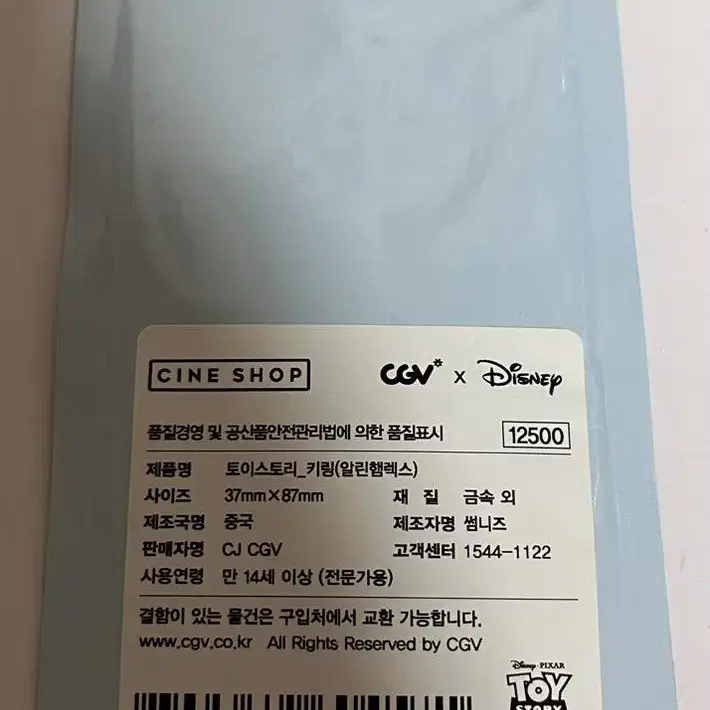 CINE SHOP CGV* x Disney
품질경영 및 공산품안전관리법에 의한 품질표시 12500
제품명 토이스토리_키링(알린햄렉스)
사이즈 37mm×87mm 재 질 금속 외
제조국명 중국 제조자명 썸니즈
판매자명 CJ CGV 고객센터 1544-1122
사용연령 만 14세 이상 (전문가용)
결함이 있는 물건은 구입처에서 교환 가능합니다.
www.cgv.co.kr All Rights Reserved by CGV
Disney·PIXAR
TOY
STORY